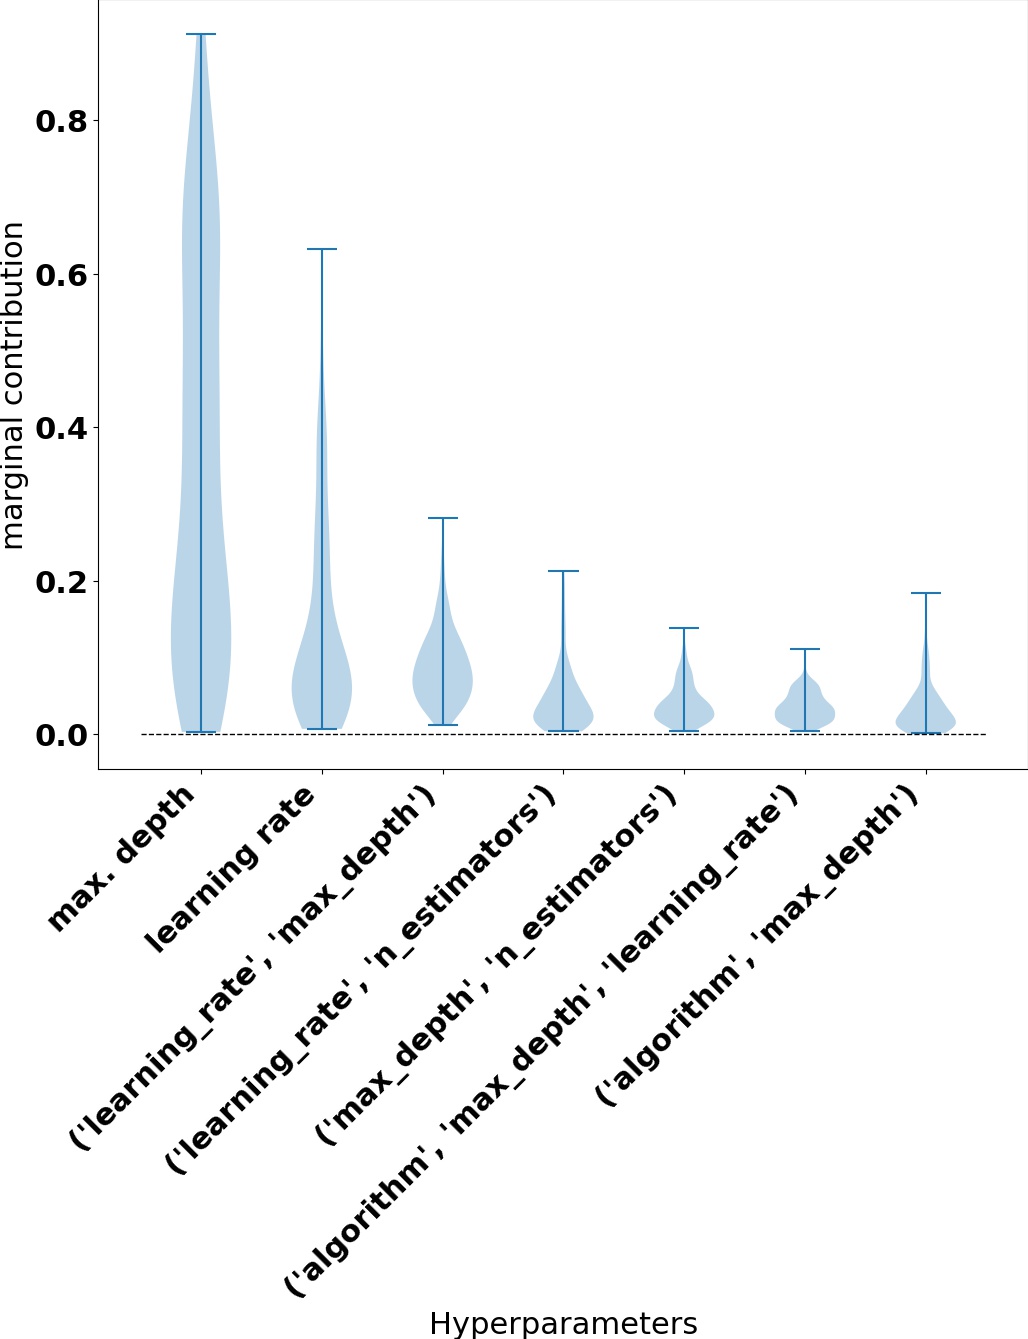 marginal contribution
0.8
0.6
0.4
0.2
0.0
max. depth
learning rate
('learning_rate', 'max_depth')
('learning_rate', 'n_estimators')
('max_depth', 'n_estimators')
('algorithm', 'max_depth', 'learning_rate')
('algorithm', 'max_depth')
Hyperparameters